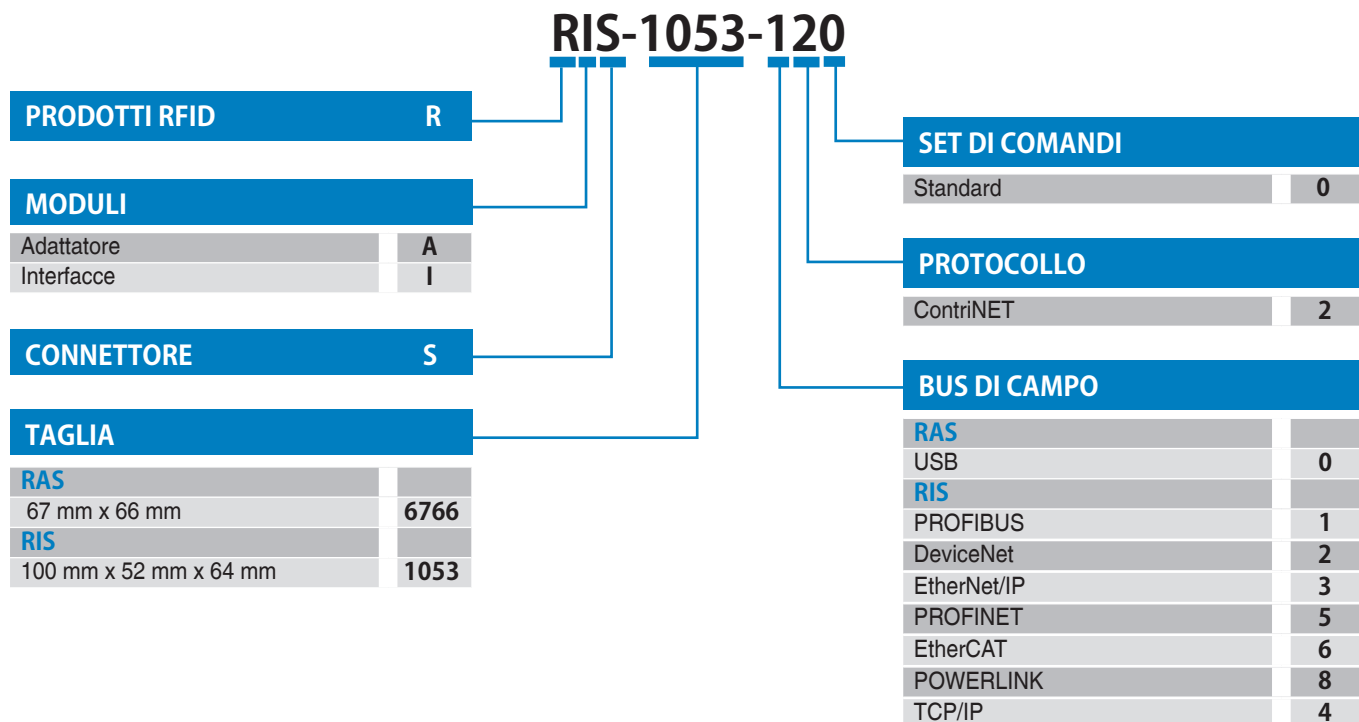 RIS-1053-120
PRODOTTI RFID R
MODULI
Adattatore A
Interfacce I
CONNETTORE S
TAGLIA
RAS
67 mm x 66 mm 6766
RIS
100 mm x 52 mm x 64 mm 1053
SET DI COMANDI
Standard 0
PROTOCOLLO
ContriNET 2
BUS DI CAMPO
RAS
USB 0
RIS
PROFIBUS 1
DeviceNet 2
EtherNet/IP 3
PROFINET 5
EtherCAT 6
POWERLINK 8
TCP/IP 4